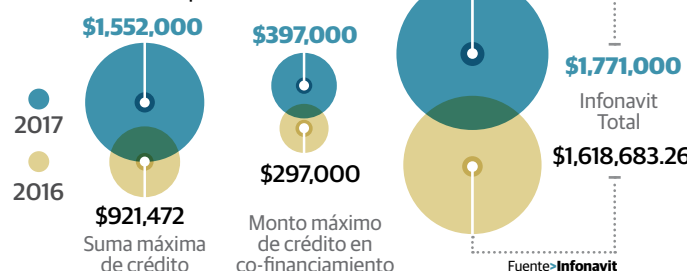 $1,552,000
$397,000
$1,771,000
2017
Infonavit
Total
2016
$1,618,683.26
$297,000
$921,472
Suma máxima
de crédito
Monto máximo
de crédito en
co-financiamiento
Fuente>Infonavit